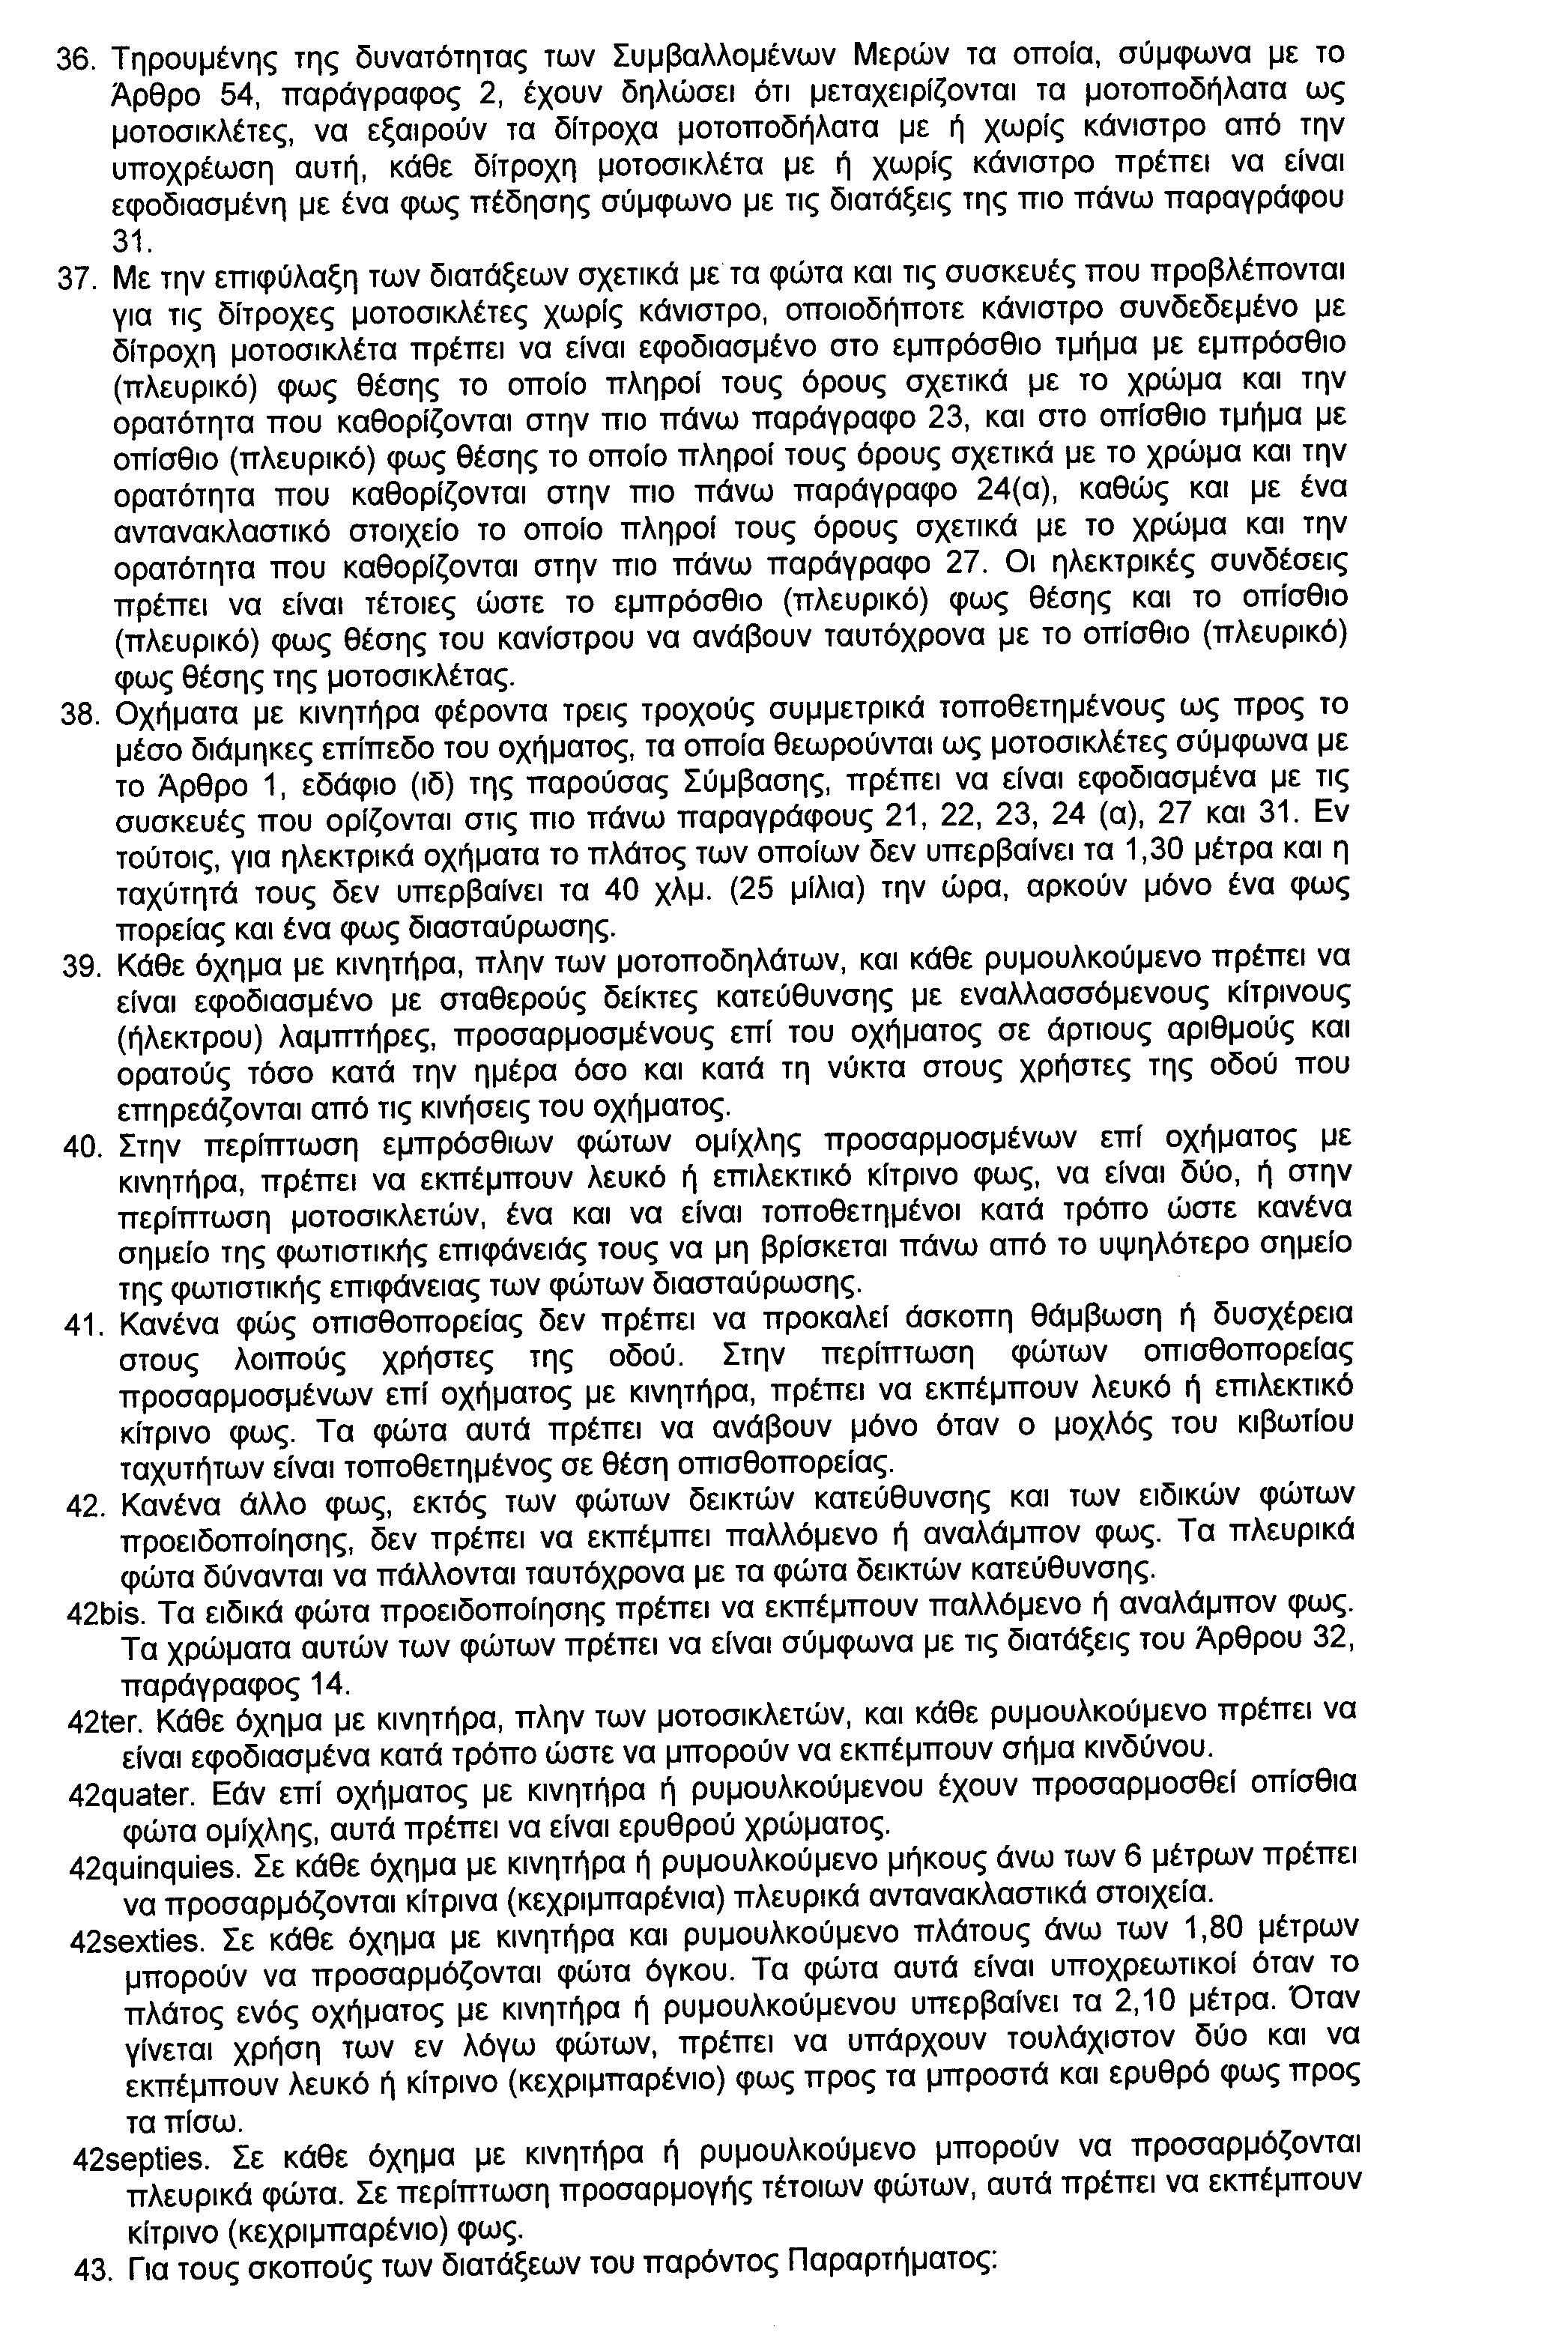 36. Τηρουμένης της δυνατότητας των Συμβαλλομένων Μερών τα οποία, σύμφωνα με το
Άρθρο 54, παράγραφος 2, έχουν δηλώσει ότι μεταχειρίζονται τα μοτοποδήλατα ως
μοτοσικλέτες, να εξαιρούν τα δίτροχα μοτοποδήλατα με ή χωρίς κάνιστρο από την
υποχρέωση αυτή, κάθε δίτροχη μοτοσικλέτα με ή χωρίς κάνιστρο πρέπει να είναι
εφοδιασμένη με ένα φως πέδησης σύμφωνο με τις διατάξεις της πιο πάνω παραγράφου
31.
37. Με την επιφύλαξη των διατάξεων σχετικά με τα φώτα και τις συσκευές που προβλέπονται
για τις δίτροχες μοτοσικλέτες χωρίς κάνιστρο, οποιοδήποτε κάνιστρο συνδεδεμένο με
δίτροχη μοτοσικλέτα πρέπει να είναι εφοδιασμένο στο εμπρόσθιο τμήμα με εμπρόσθιο
(πλευρικό) φως θέσης το οποίο πληροί τους όρους σχετικά με το χρώμα και την
ορατότητα που καθορίζονται στην πιο πάνω παράγραφο 23, και στο οπίσθιο τμήμα με
οπίσθιο (πλευρικό) φως θέσης το οποίο πληροί τους όρους σχετικά με το χρώμα και την
ορατότητα που καθορίζονται στην πιο πάνω παράγραφο 24(α), καθώς και με ένα
αντανακλαστικό στοιχείο το οποίο πληροί τους όρους σχετικά με το χρώμα και την
ορατότητα που καθορίζονται στην πιο πάνω παράγραφο 27. Οι ηλεκτρικές συνδέσεις
πρέπει να είναι τέτοιες ώστε το εμπρόσθιο (πλευρικό) φως θέσης και το οπίσθιο
(πλευρικό) φως θέσης του κανίστρου να ανάβουν ταυτόχρονα με το οπίσθιο (πλευρικό)
φως θέσης της μοτοσικλέτας.
38. Οχήματα με κινητήρα φέροντα τρεις τροχούς συμμετρικά τοποθετημένους ως προς το
μέσο διάμηκες επίπεδο του οχήματος, τα οποία θεωρούνται ως μοτοσικλέτες σύμφωνα με
το Άρθρο 1, εδάφιο (ιδ) της παρούσας Σύμβασης, πρέπει να είναι εφοδιασμένα με τις
συσκευές που ορίζονται στις πιο πάνω παραγράφους 21, 22, 23, 24 (α), 27 και 31. Εν
τούτοις, για ηλεκτρικά οχήματα το πλάτος των οποίων δεν υπερβαίνει τα 1,30 μέτρα και η
ταχύτητά τους δεν υπερβαίνει τα 40 χλμ. (25 μίλια) την ώρα, αρκούν μόνο ένα φως
πορείας και ένα φως διασταύρωσης.
39. Κάθε όχημα με κινητήρα, πλην των μοτοποδηλάτων, και κάθε ρυμουλκούμενο πρέπει να
είναι εφοδιασμένο με σταθερούς δείκτες κατεύθυνσης με εναλλασσόμενους κίτρινους
(ήλεκτρου) λαμπτήρες, προσαρμοσμένους επί του οχήματος σε άρτιους αριθμούς και
ορατούς τόσο κατά την ημέρα όσο και κατά τη νύκτα στους χρήστες της οδού που
επηρεάζονται από τις κινήσεις του οχήματος.
40. Στην περίπτωση εμπρόσθιων φώτων ομίχλης προσαρμοσμένων επί οχήματος με
κινητήρα, πρέπει να εκπέμπουν λευκό ή επιλεκτικό κίτρινο φως, να είναι δύο, ή στην
περίπτωση μοτοσικλετών, ένα και να είναι τοποθετημένοι κατά τρόπο ώστε κανένα
σημείο της φωτιστικής επιφάνειάς τους να μη βρίσκεται πάνω από το υψηλότερο σημείο
της φωτιστικής επιφάνειας των φώτων διασταύρωσης.
41. Κανένα φώς οπισθοπορείας δεν πρέπει να προκαλεί άσκοπη θάμβωση ή δυσχέρεια
στους λοιπούς χρήστες της οδού. Στην περίπτωση φώτων οπισθοπορείας
προσαρμοσμένων επί οχήματος με κινητήρα, πρέπει να εκπέμπουν λευκό ή επιλεκτικό
κίτρινο φως. Τα φώτα αυτά πρέπει να ανάβουν μόνο όταν ο μοχλός του κιβωτίου
ταχυτήτων είναι τοποθετημένος σε θέση οπισθοπορείας.
42. Κανένα άλλο φως, εκτός των φώτων δεικτών κατεύθυνσης και των ειδικών φώτων
προειδοποίησης, δεν πρέπει να εκπέμπει παλλόμενο ή αναλάμπον φως. Τα πλευρικά
φώτα δύνανται να πάλλονται ταυτόχρονα με τα φώτα δεικτών κατεύθυνσης.
42bis. Τα ειδικά φώτα προειδοποίησης πρέπει να εκπέμπουν παλλόμενο ή αναλάμπον φως.
Τα χρώματα αυτών των φώτων πρέπει να είναι σύμφωνα με τις διατάξεις του Άρθρου 32,
παράγραφος 14.
42ter. Κάθε όχημα με κινητήρα, πλην των μοτοσικλετών, και κάθε ρυμουλκούμενο πρέπει να
είναι εφοδιασμένα κατά τρόπο ώστε να μπορούν να εκπέμπουν σήμα κινδύνου.
42quater. Εάν επί οχήματος με κινητήρα ή ρυμουλκούμενου έχουν προσαρμοσθεί οπίσθια
φώτα ομίχλης, αυτά πρέπει να είναι ερυθρού χρώματος.
42quinquies. Σε κάθε όχημα με κινητήρα ή ρυμουλκούμενο μήκους άνω των 6 μέτρων πρέπει
να προσαρμόζονται κίτρινα (κεχριμπαρένια) πλευρικά αντανακλαστικά στοιχεία.
42sexties. Σε κάθε όχημα με κινητήρα και ρυμουλκούμενο πλάτους άνω των 1,80 μέτρων
μπορούν να προσαρμόζονται φώτα όγκου. Τα φώτα αυτά είναι υποχρεωτικοί όταν το
πλάτος ενός οχήματος με κινητήρα ή ρυμουλκούμενου υπερβαίνει τα 2,10 μέτρα. Όταν
γίνεται χρήση των εν λόγω φώτων, πρέπει να υπάρχουν τουλάχιστον δύο και να
εκπέμπουν λευκό ή κίτρινο (κεχριμπαρένιο) φως προς τα μπροστά και ερυθρό φως προς
τα πίσω.
42septies. Σε κάθε όχημα με κινητήρα ή ρυμουλκούμενο μπορούν να προσαρμόζονται
πλευρικά φώτα. Σε περίπτωση προσαρμογής τέτοιων φώτων, αυτά πρέπει να εκπέμπουν
κίτρινο (κεχριμπαρένιο) φως.
43. Για τους σκοπούς των διατάξεων του παρόντος Παραρτήματος: